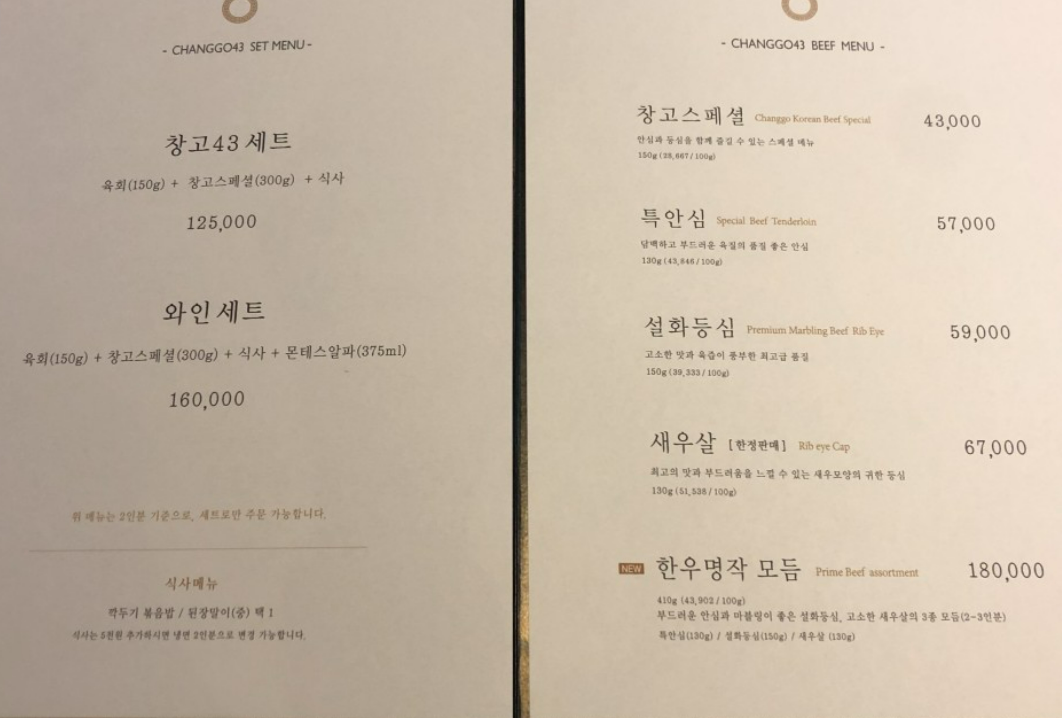 - CHANGGO43 SET MENU -
창고43 세트
육회(150g) + 창고스페셜(300g) + 식사
125,000
와인 세트
육회(150g) + 창고스페셜(300g) + 식사 + 몬테스알파(375ml)
160,000
위 메뉴는 2인분 기준으로, 세트로만 주문 가능합니다.
식사메뉴
깍두기 볶음밥 / 된장말이(중) 택 1
식사는 5천원 추가하시면 냉면 2인분으로 변경 가능합니다.
- CHANGGO43 BEEF MENU -
창고스페셜 Changgo Korean Beef Special 43,000
안심과 등심을 함께 즐길 수 있는 스페셜 메뉴
150g (28,667/100g)
특안심 Special Beef Tenderloin 57,000
담백하고 부드러운 육질의 품질 좋은 안심
130g (43,846/100g)
설화등심 Premium Marbling Beef Rib Eye 59,000
고소한 맛과 육즙이 풍부한 최고급 품질
150g (39,333/100g)
새우살 [한정판매] Rib eye Cap 67,000
최고의 맛과 부드러움을 느낄 수 있는 새우모양의 귀한 등심
130g (51,538/100g)
NEW 한우명작 모듬 Prime Beef assortment 180,000
410g (43,902/100g)
부드러운 안심과 마블링이 좋은 설화등심, 고소한 새우살의 3종 모듬(2-3인분)
특안심(130g) / 설화등심(150g) / 새우살 (130g)